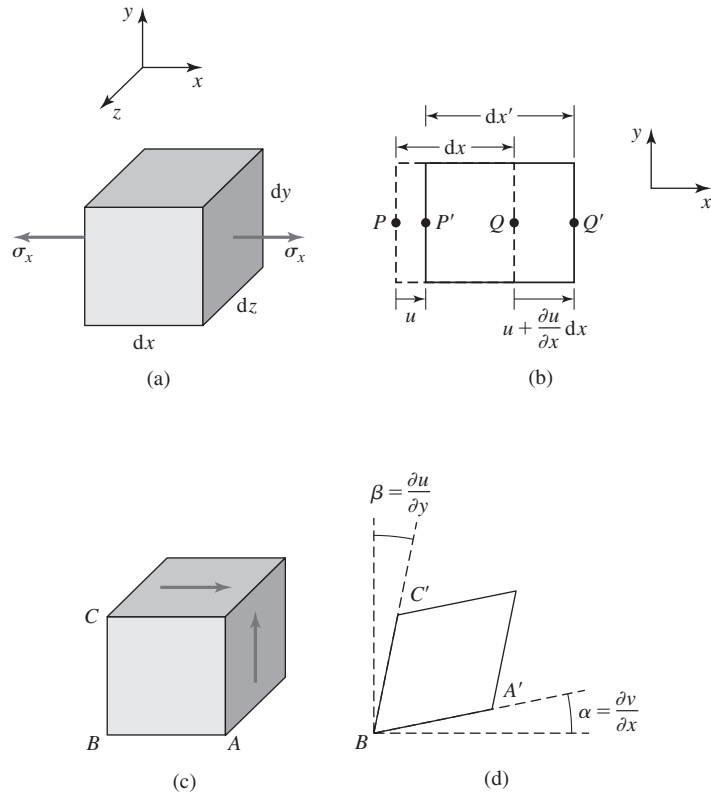 y
x
z
dy
σx
σx
dz
dx
(a)
dx′
dx
y
x
P
P′
Q
Q′
u
u + ∂u/∂x dx
(b)
C
B
A
(c)
β = ∂u/∂y
C′
A′
α = ∂v/∂x
B
(d)